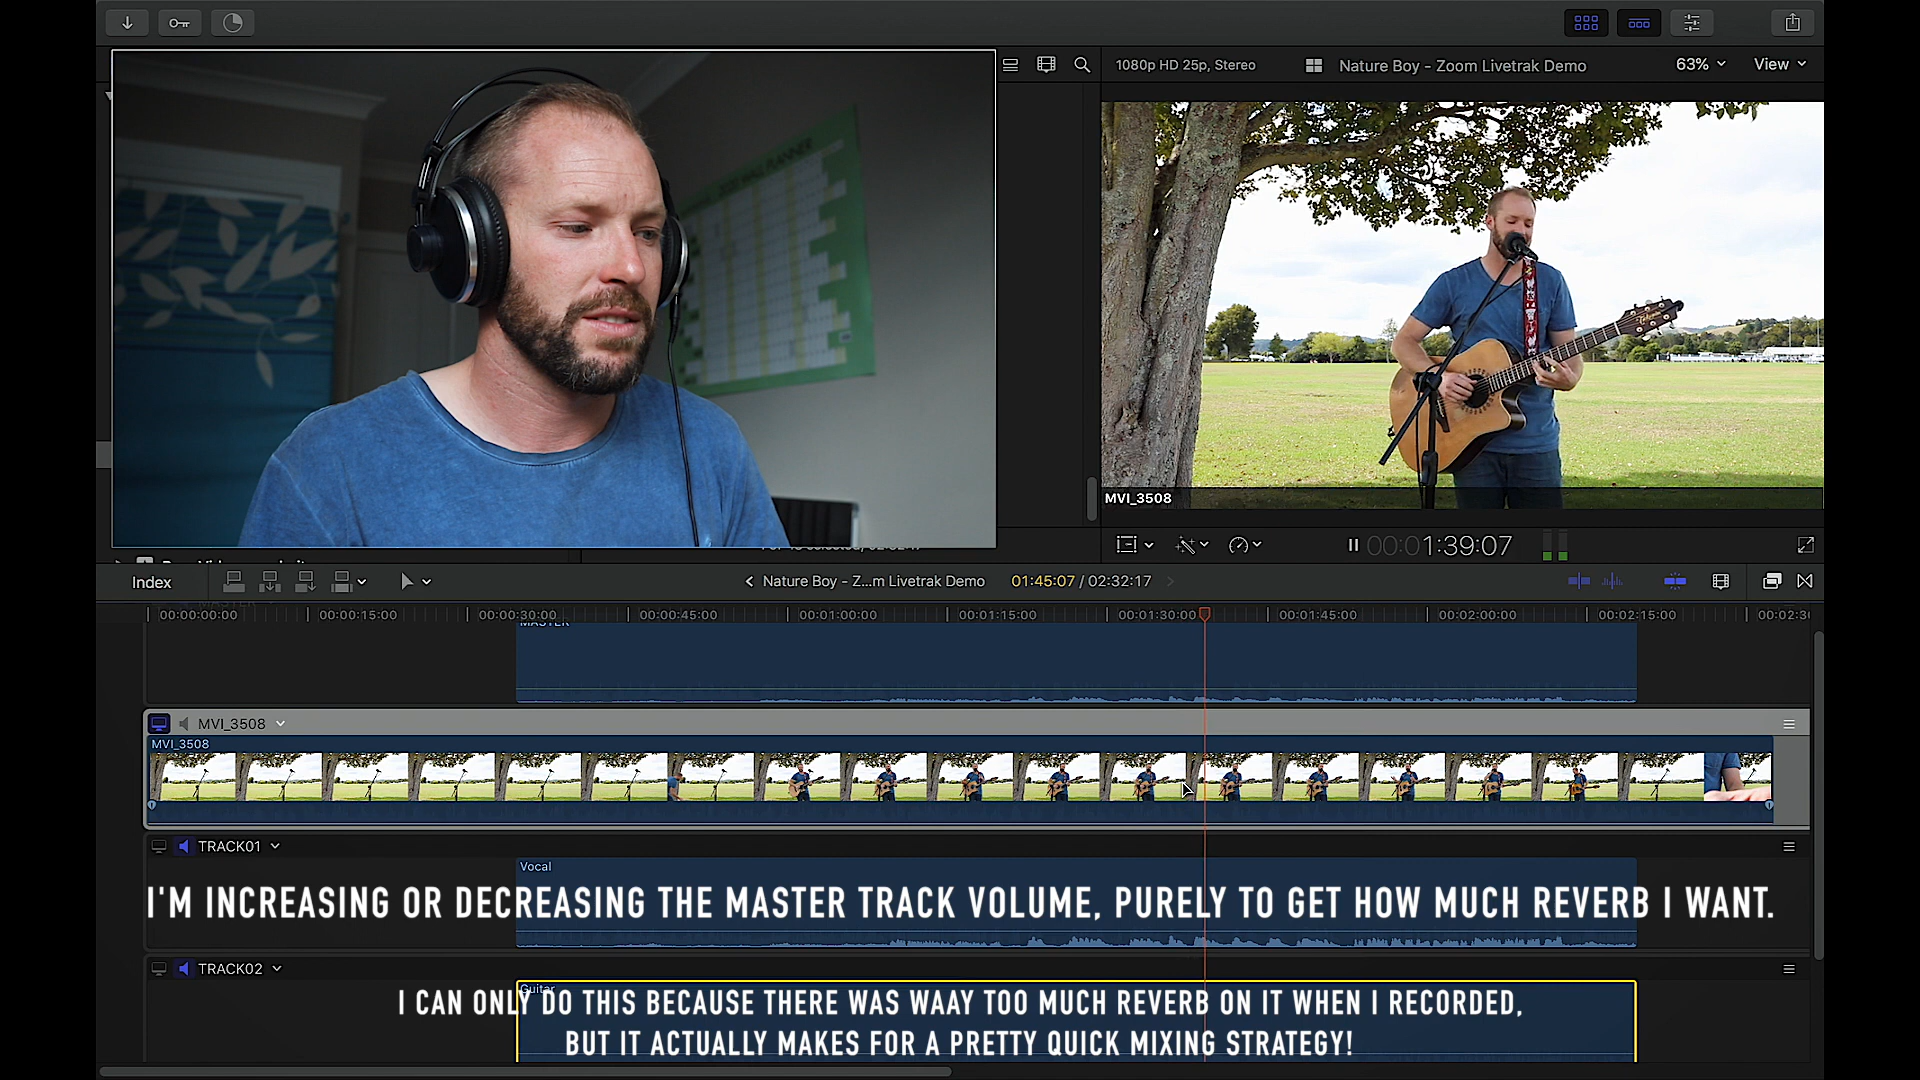 1080p HD 25p, Stereo
Nature Boy - Zoom Livetrak Demo
63%
View
PLANNER
MVI_3508
00:01:39:07
Index
Nature Boy - Z...m Livetrak Demo
01:45:07 / 02:32:17
00:00:00:00 00:00:15:00 00:00:30:00 00:00:45:00 00:01:00:00 00:01:15:00 00:01:30:00 00:01:45:00 00:02:00:00 00:02:15:00
MASTER
MVI_3508
MVI_3508
TRACK01
Vocal
I'M INCREASING OR DECREASING THE MASTER TRACK VOLUME, PURELY TO GET HOW MUCH REVERB I WANT.
TRACK02
Guitar
I CAN ONLY DO THIS BECAUSE THERE WAS WAAY TOO MUCH REVERB ON IT WHEN I RECORDED,
BUT IT ACTUALLY MAKES FOR A PRETTY QUICK MIXING STRATEGY!